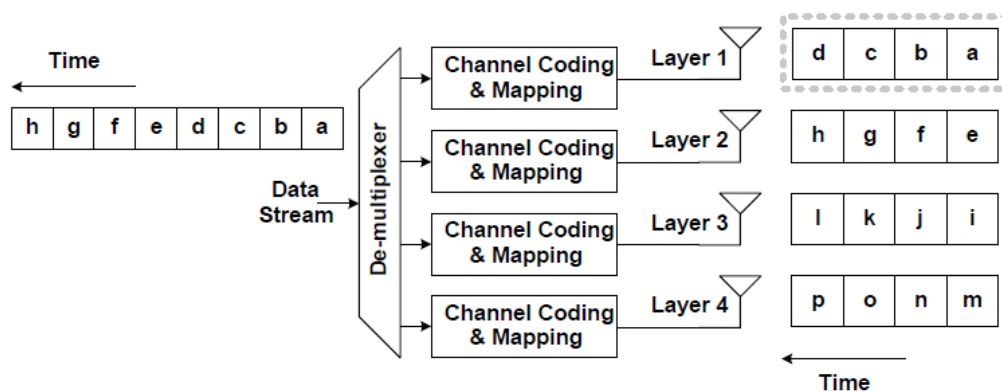 Time
h g f e d c b a
Data
Stream
De-multiplexer
Channel Coding
& Mapping
Layer 1
d c b a
Channel Coding
& Mapping
Layer 2
h g f e
Channel Coding
& Mapping
Layer 3
l k j i
Channel Coding
& Mapping
Layer 4
p o n m
Time